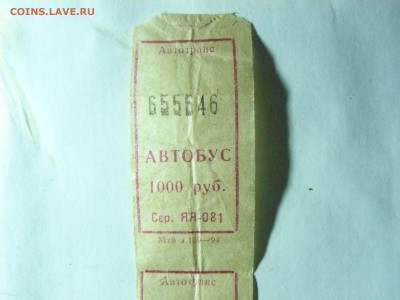 COINS.LAVE.RU
Автотранс
655646
АВТОБУС
1000 руб.
Сер. ЯЯ-081
Автотранс